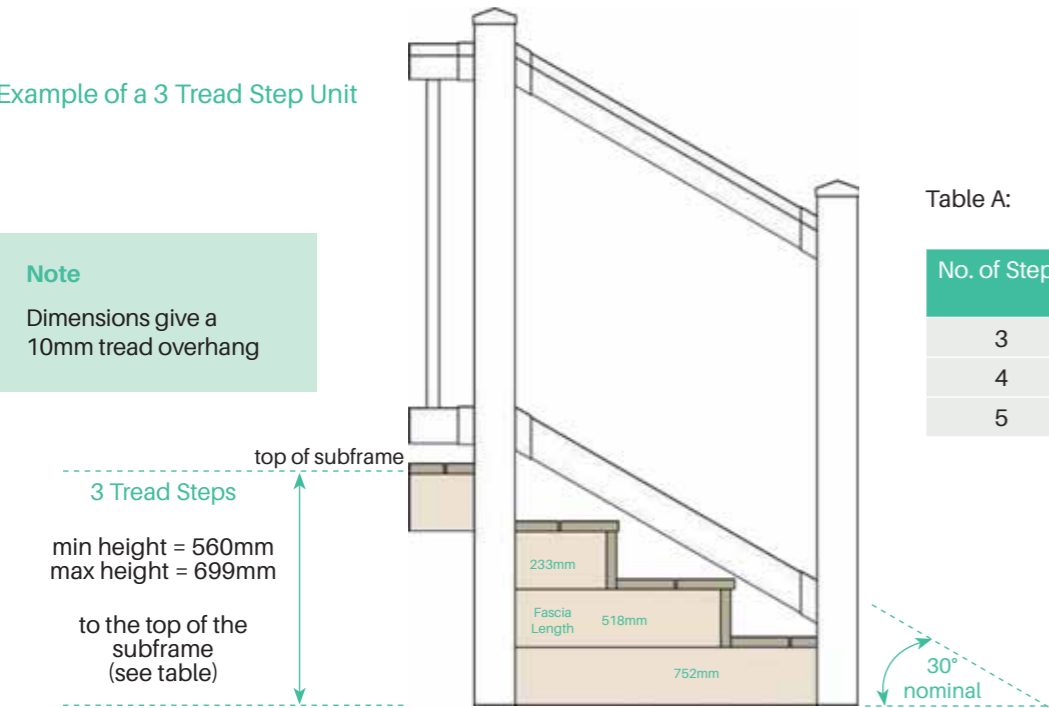 Example of a 3 Tread Step Unit
Note
Dimensions give a
10mm tread overhang
top of subframe
3 Tread Steps
min height = 560mm
max height = 699mm
to the top of the
subframe
(see table)
233mm
Fascia
Length
518mm
752mm
30°
nominal
Table A:
No. of Step
3
4
5